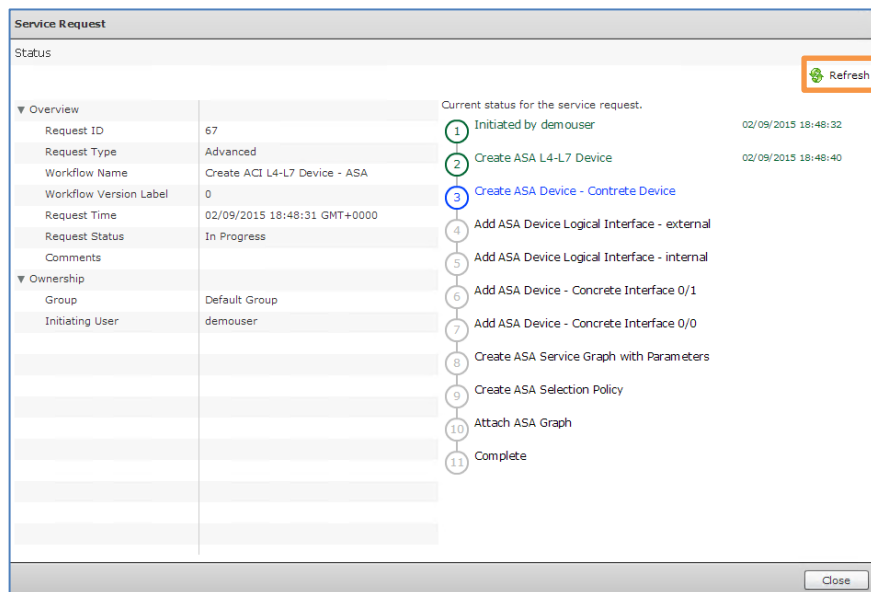 Service Request
Status
Refresh
Overview
Request ID 67
Request Type Advanced
Workflow Name Create ACI L4-L7 Device - ASA
Workflow Version Label 0
Request Time 02/09/2015 18:48:31 GMT+0000
Request Status In Progress
Comments
Ownership
Group Default Group
Initiating User demouser
Current status for the service request.
1 Initiated by demouser 02/09/2015 18:48:32
2 Create ASA L4-L7 Device 02/09/2015 18:48:40
3 Create ASA Device - Contrete Device
4 Add ASA Device Logical Interface - external
5 Add ASA Device Logical Interface - internal
6 Add ASA Device - Concrete Interface 0/1
7 Add ASA Device - Concrete Interface 0/0
8 Create ASA Service Graph with Parameters
9 Create ASA Selection Policy
10 Attach ASA Graph
11 Complete
Close